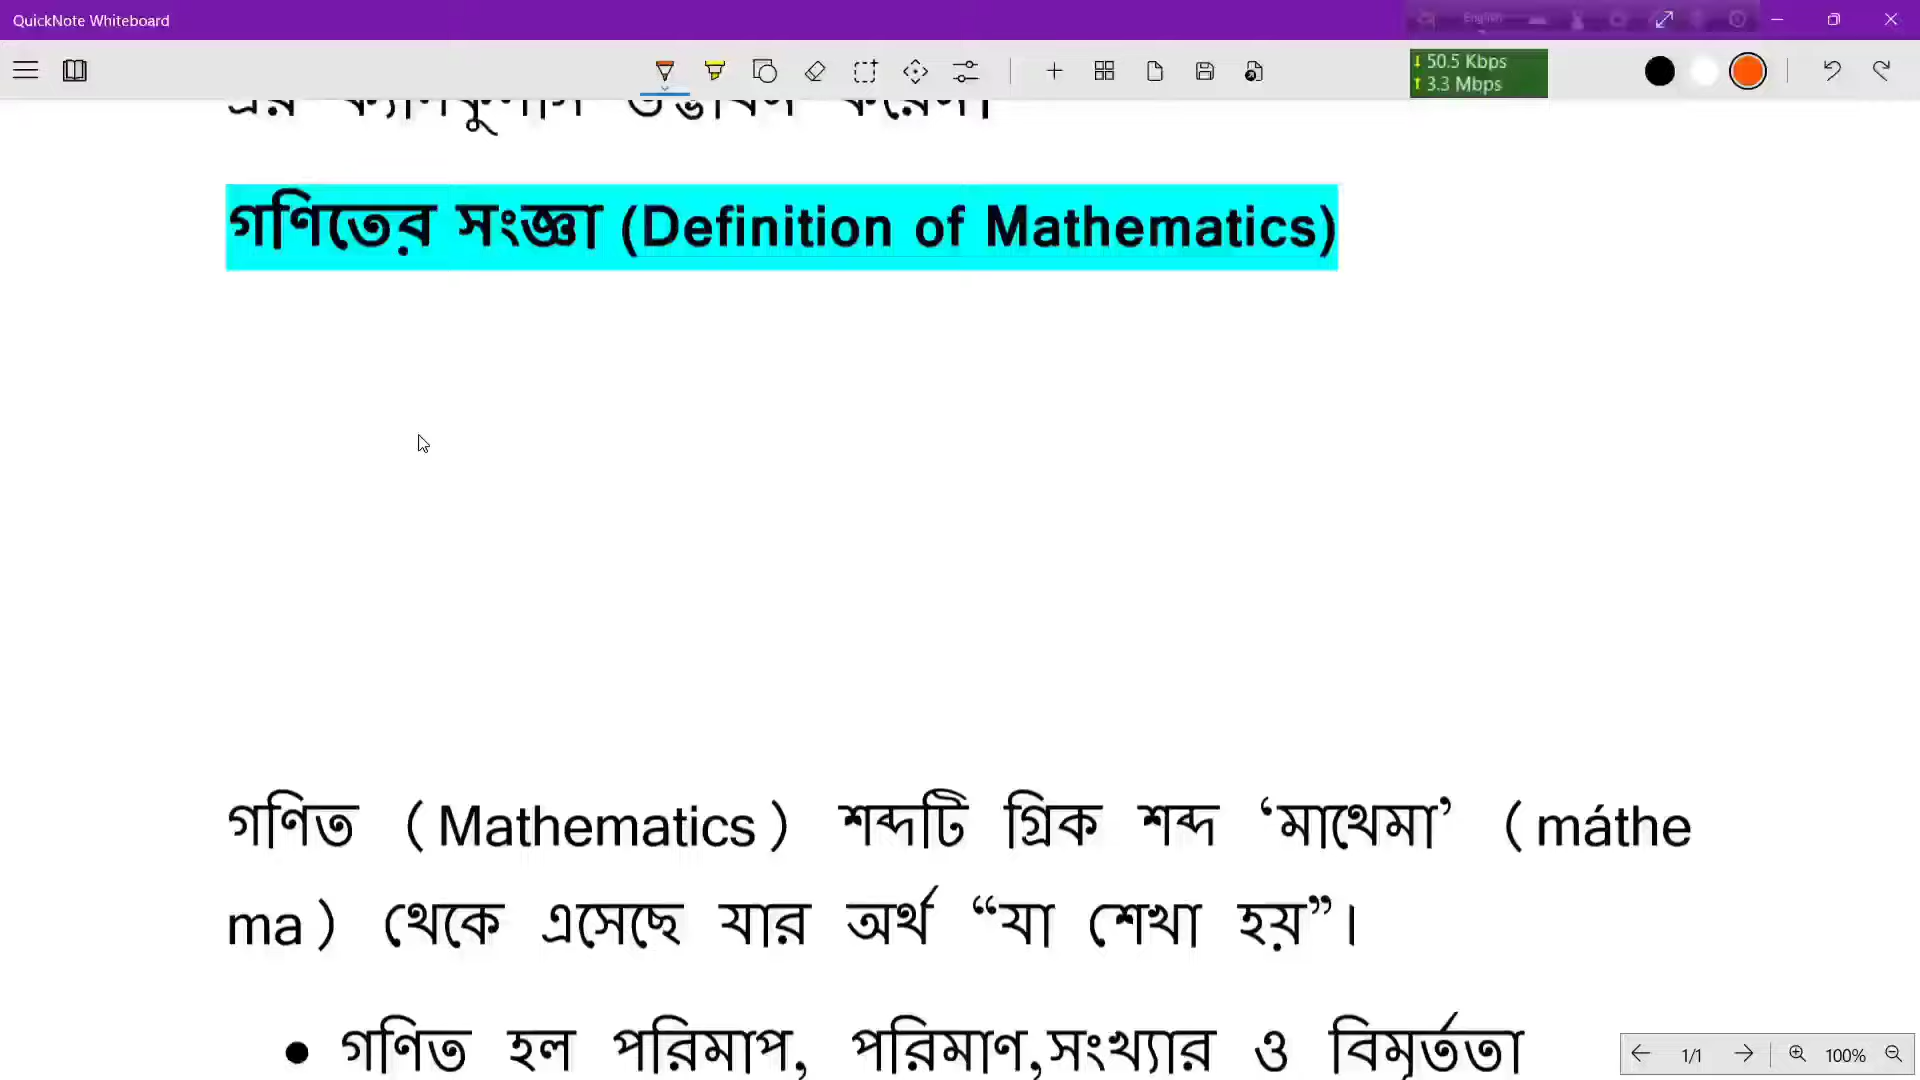 QuickNote Whiteboard
English
50.5 Kbps
3.3 Mbps
গণিতের সংজ্ঞা (Definition of Mathematics)
গণিত (Mathematics) শব্দটি গ্রিক শব্দ ‘মাথেমা’ (máthe
ma) থেকে এসেছে যার অর্থ “যা শেখা হয়”।
• গণিত হল পরিমাপ, পরিমাণ,সংখ্যার ও বিমূর্ততা
1/1
100%